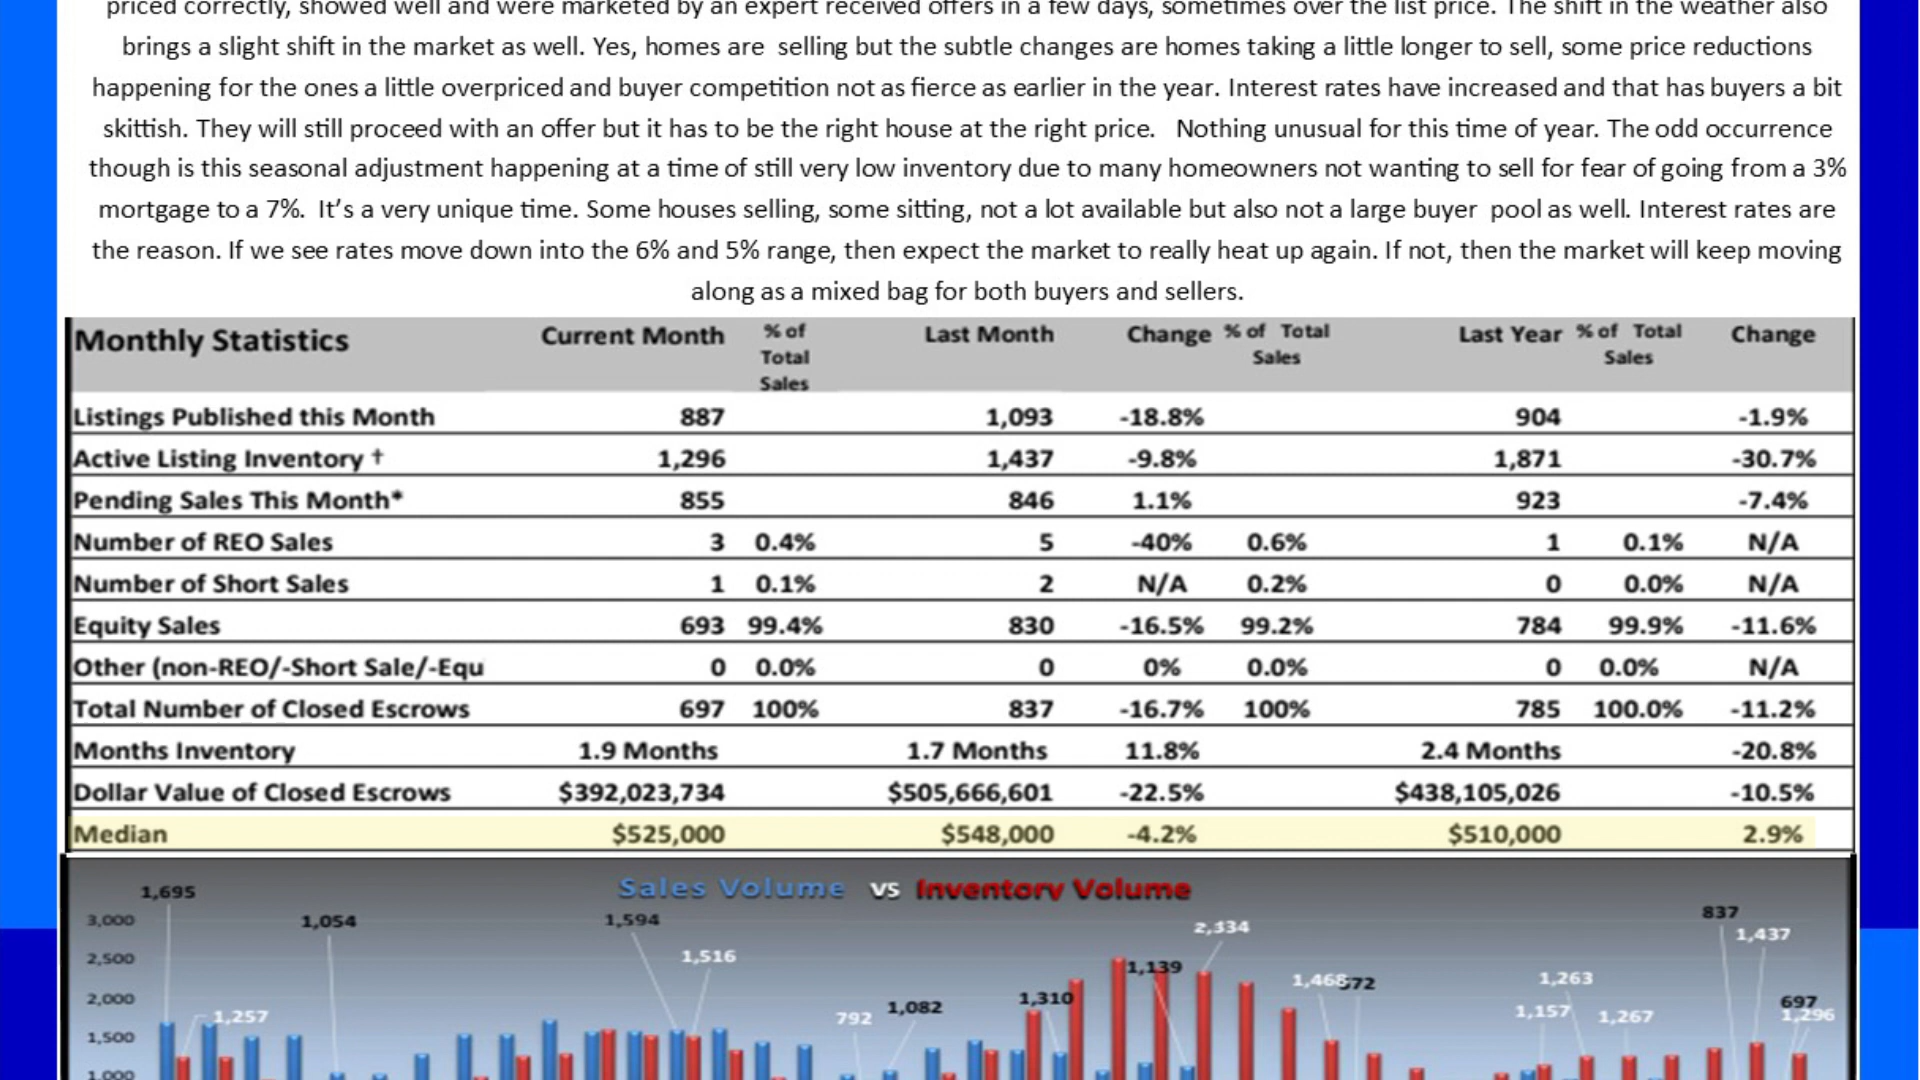 priced correctly, showed well and were marketed by an expert received offers in a few days, sometimes over the list price. The shift in the weather also
brings a slight shift in the market as well. Yes, homes are selling but the subtle changes are homes taking a little longer to sell, some price reductions
happening for the ones a little overpriced and buyer competition not as fierce as earlier in the year. Interest rates have increased and that has buyers a bit
skittish. They will still proceed with an offer but it has to be the right house at the right price. Nothing unusual for this time of year. The odd occurrence
though is this seasonal adjustment happening at a time of still very low inventory due to many homeowners not wanting to sell for fear of going from a 3%
mortgage to a 7%. It’s a very unique time. Some houses selling, some sitting, not a lot available but also not a large buyer pool as well. Interest rates are
the reason. If we see rates move down into the 6% and 5% range, then expect the market to really heat up again. If not, then the market will keep moving
along as a mixed bag for both buyers and sellers.
Monthly Statistics Current Month % of Total Sales Last Month Change % of Total Sales Last Year % of Total Sales Change
Listings Published this Month 887 1,093 -18.8% 904 -1.9%
Active Listing Inventory † 1,296 1,437 -9.8% 1,871 -30.7%
Pending Sales This Month* 855 846 1.1% 923 -7.4%
Number of REO Sales 3 0.4% 5 -40% 0.6% 1 0.1% N/A
Number of Short Sales 1 0.1% 2 N/A 0.2% 0 0.0% N/A
Equity Sales 693 99.4% 830 -16.5% 99.2% 784 99.9% -11.6%
Other (non-REO/-Short Sale/-Equ 0 0.0% 0 0% 0.0% 0 0.0% N/A
Total Number of Closed Escrows 697 100% 837 -16.7% 100% 785 100.0% -11.2%
Months Inventory 1.9 Months 1.7 Months 11.8% 2.4 Months -20.8%
Dollar Value of Closed Escrows $392,023,734 $505,666,601 -22.5% $438,105,026 -10.5%
Median $525,000 $548,000 -4.2% $510,000 2.9%
Sales Volume vs Inventory Volume
1,695
3,000 1,054 1,594 2,334 837
2,500 1,516 1,139 1,437
2,000 1,310 1,468 1,263
1,257 792 1,082 1,157 1,267 697 1,296
1,500
1,000